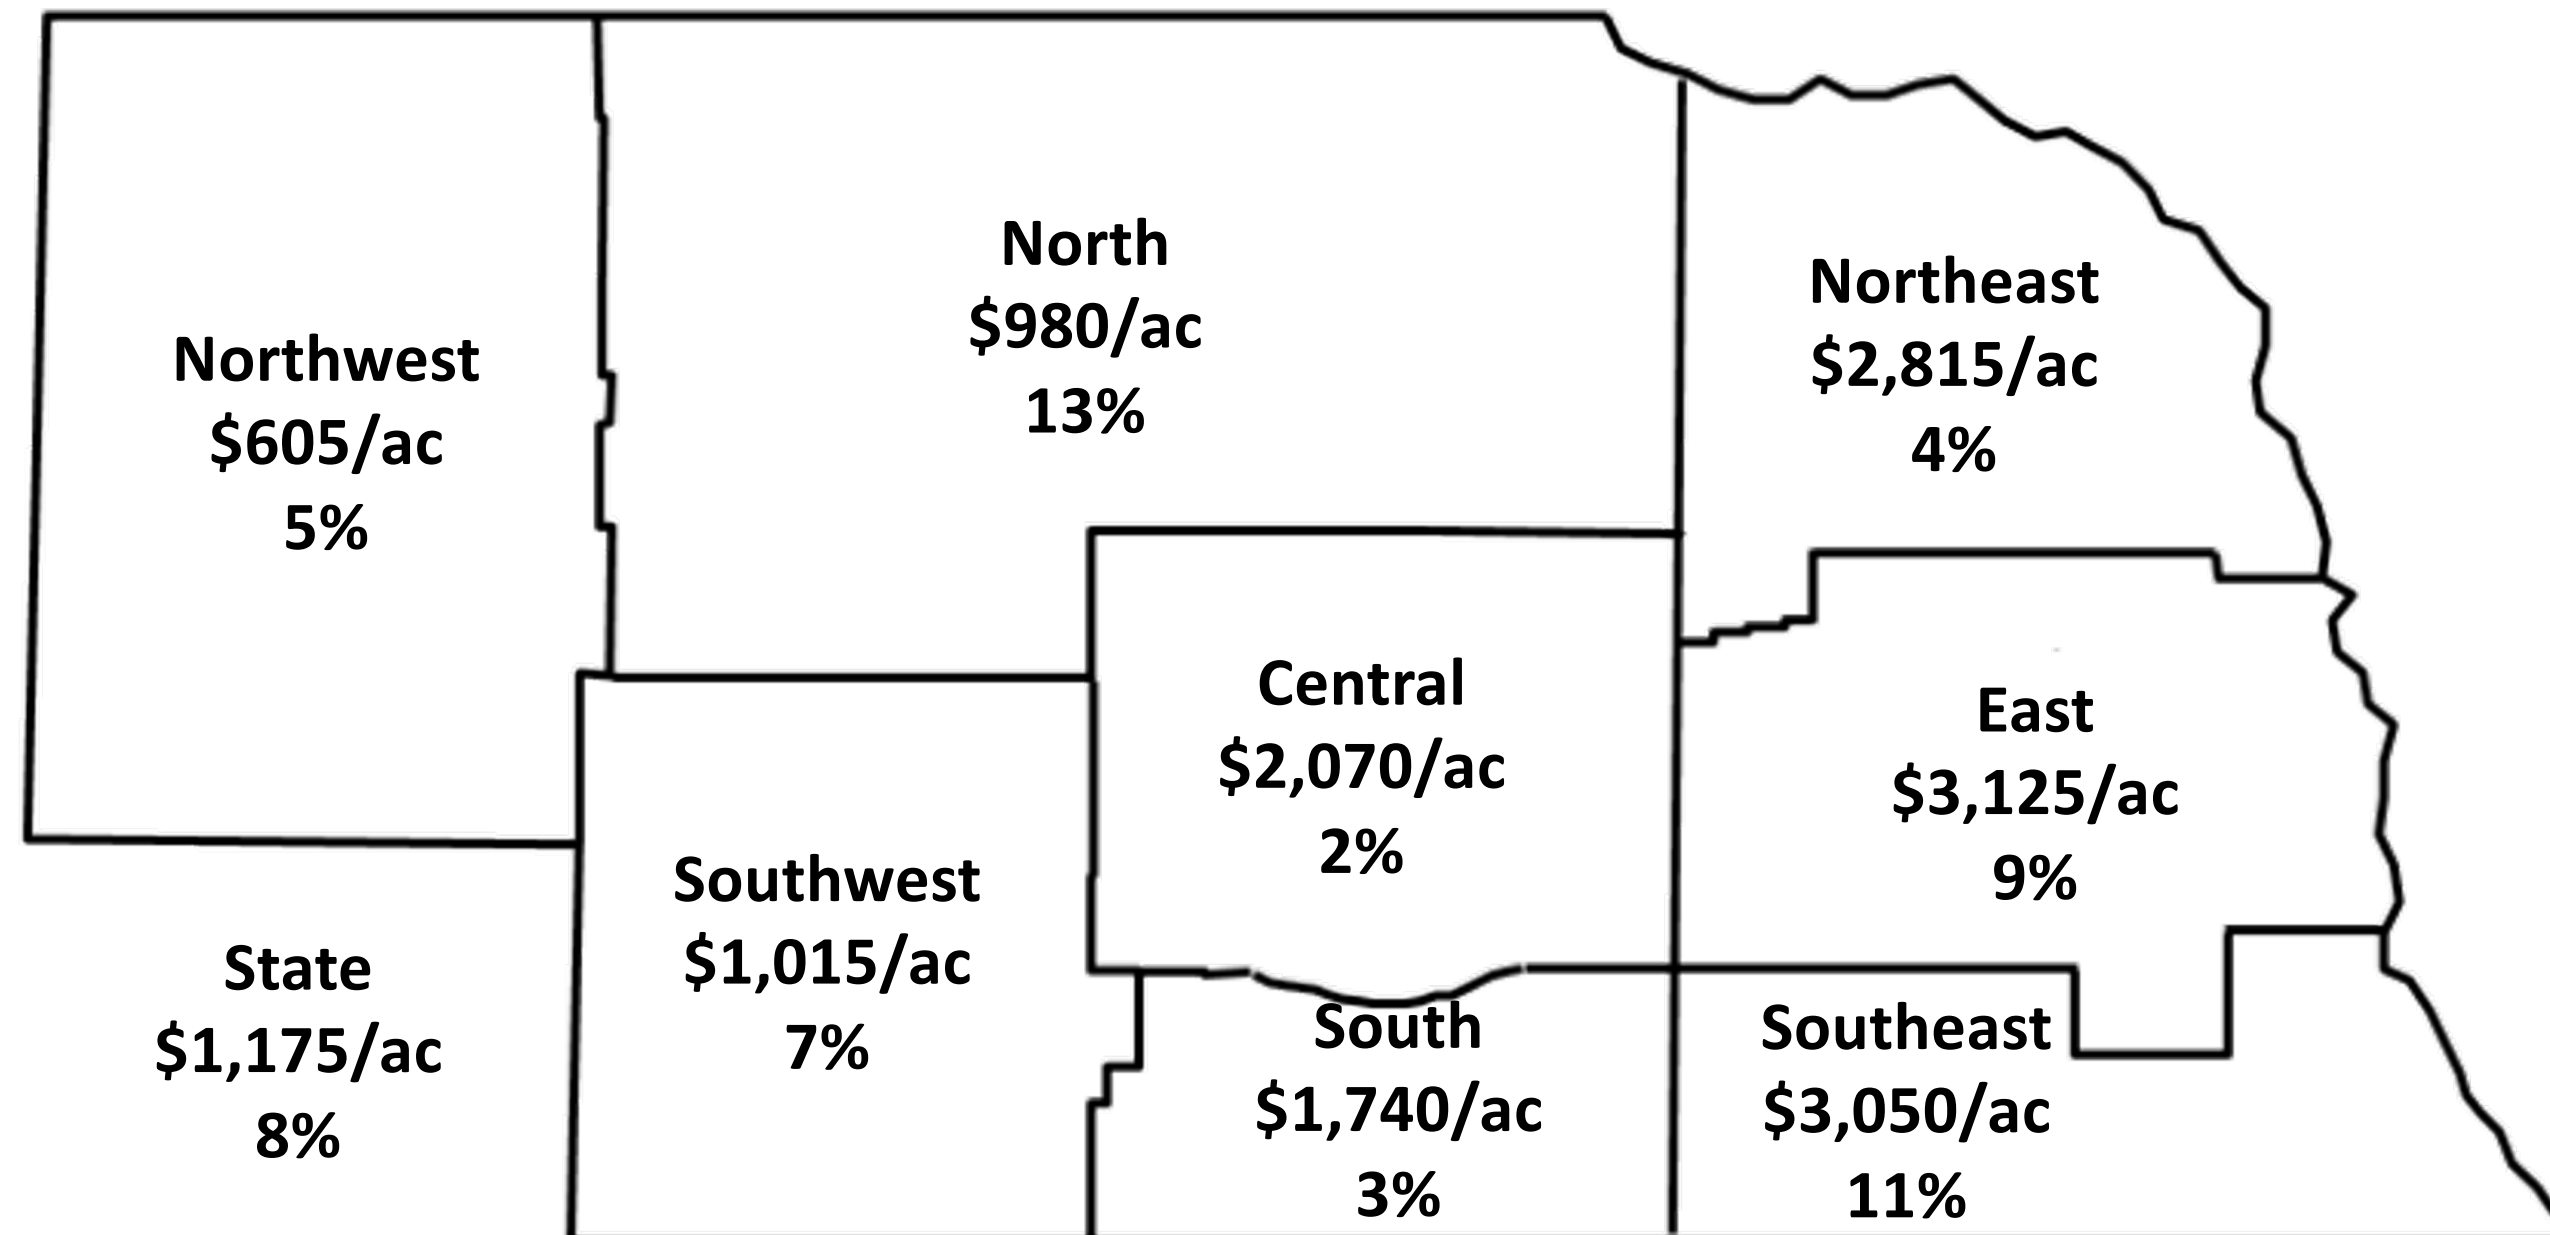 North
$980/ac
13%
Northeast
$2,815/ac
4%
Northwest
$605/ac
5%
Central
$2,070/ac
2%
East
$3,125/ac
9%
Southwest
$1,015/ac
7%
State
$1,175/ac
8%
South
$1,740/ac
3%
Southeast
$3,050/ac
11%